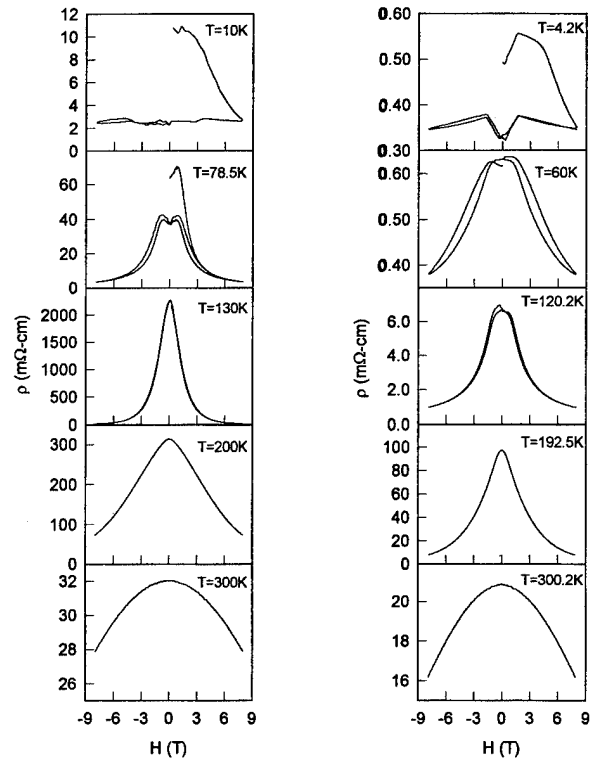 12
10
8
6
4
2
0
T=10K
60
40
20
0
T=78.5K
2000
1500
1000
500
0
T=130K
300
200
100
0
T=200K
32
30
28
26
T=300K
-9 -6 -3 0 3 6 9
H (T)
ρ (mΩ-cm)
0.60
0.50
0.40
0.30
T=4.2K
0.60
0.50
0.40
T=60K
6.0
4.0
2.0
0.0
T=120.2K
100
80
60
40
20
0
T=192.5K
20
18
16
T=300.2K
-9 -6 -3 0 3 6 9
H (T)
ρ (mΩ-cm)